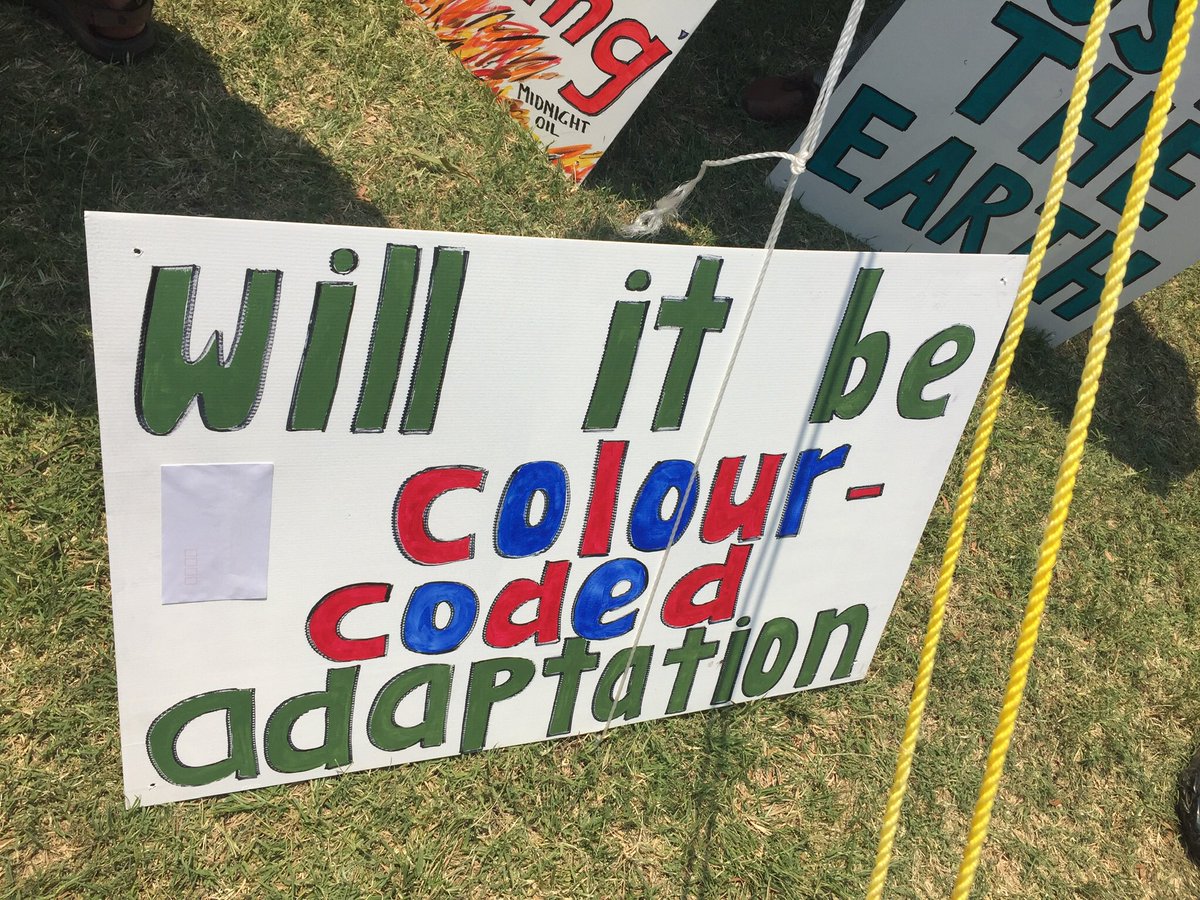 MIDNIGHT
OIL
THE
EARTH
will it be
colour-
coded
adaptation